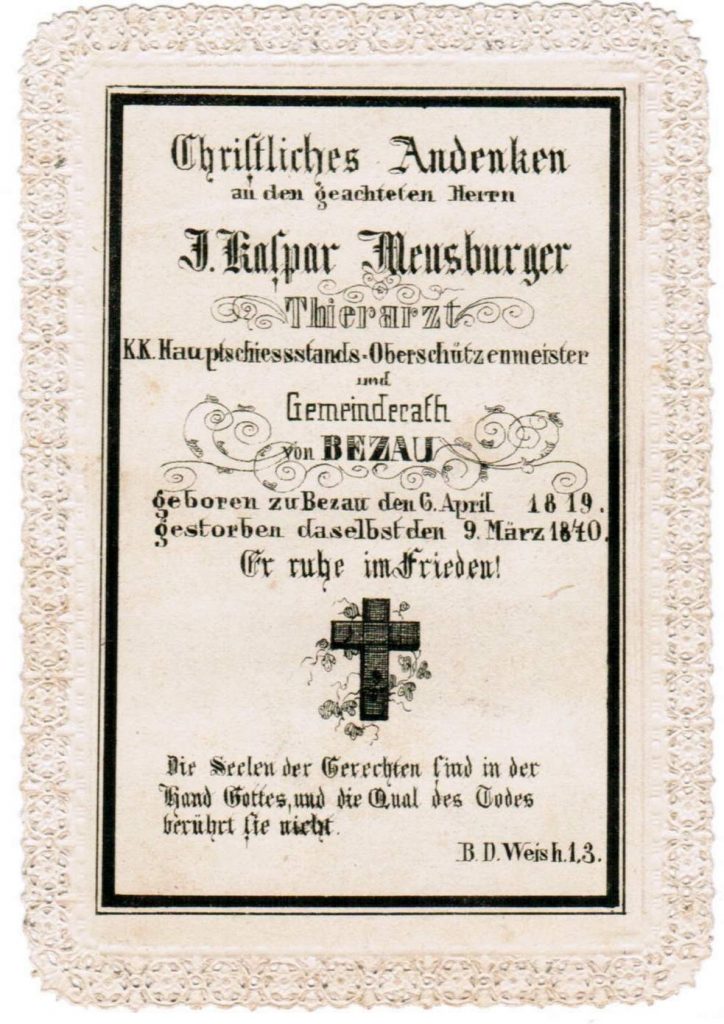 Christliches Andenken
an den geachteten Herrn
J. Kaspar Meusburger
Thierarzt
K.K. Hauptschiessstands-Oberschützenmeister
und
Gemeinderath
von BEZAU
geboren zu Bezau den 6. April 1819.
gestorben daselbst den 9. März 1840.
Er ruhe im Frieden!
Die Seelen der Gerechten sind in der
Hand Gottes, und die Qual des Todes
berührt sie nicht.
B. D. Weish. 1,3.